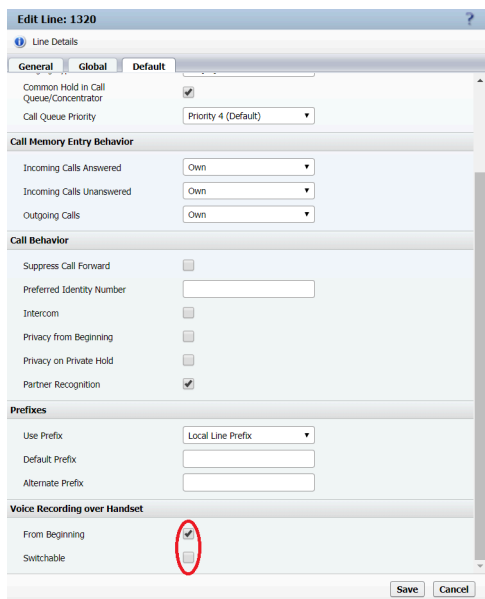 Edit Line: 1320
?
Line Details
General Global Default
Common Hold in Call
Queue/Concentrator
Call Queue Priority Priority 4 (Default)
Call Memory Entry Behavior
Incoming Calls Answered Own
Incoming Calls Unanswered Own
Outgoing Calls Own
Call Behavior
Suppress Call Forward
Preferred Identity Number
Intercom
Privacy from Beginning
Privacy on Private Hold
Partner Recognition
Prefixes
Use Prefix Local Line Prefix
Default Prefix
Alternate Prefix
Voice Recording over Handset
From Beginning
Switchable
Save Cancel